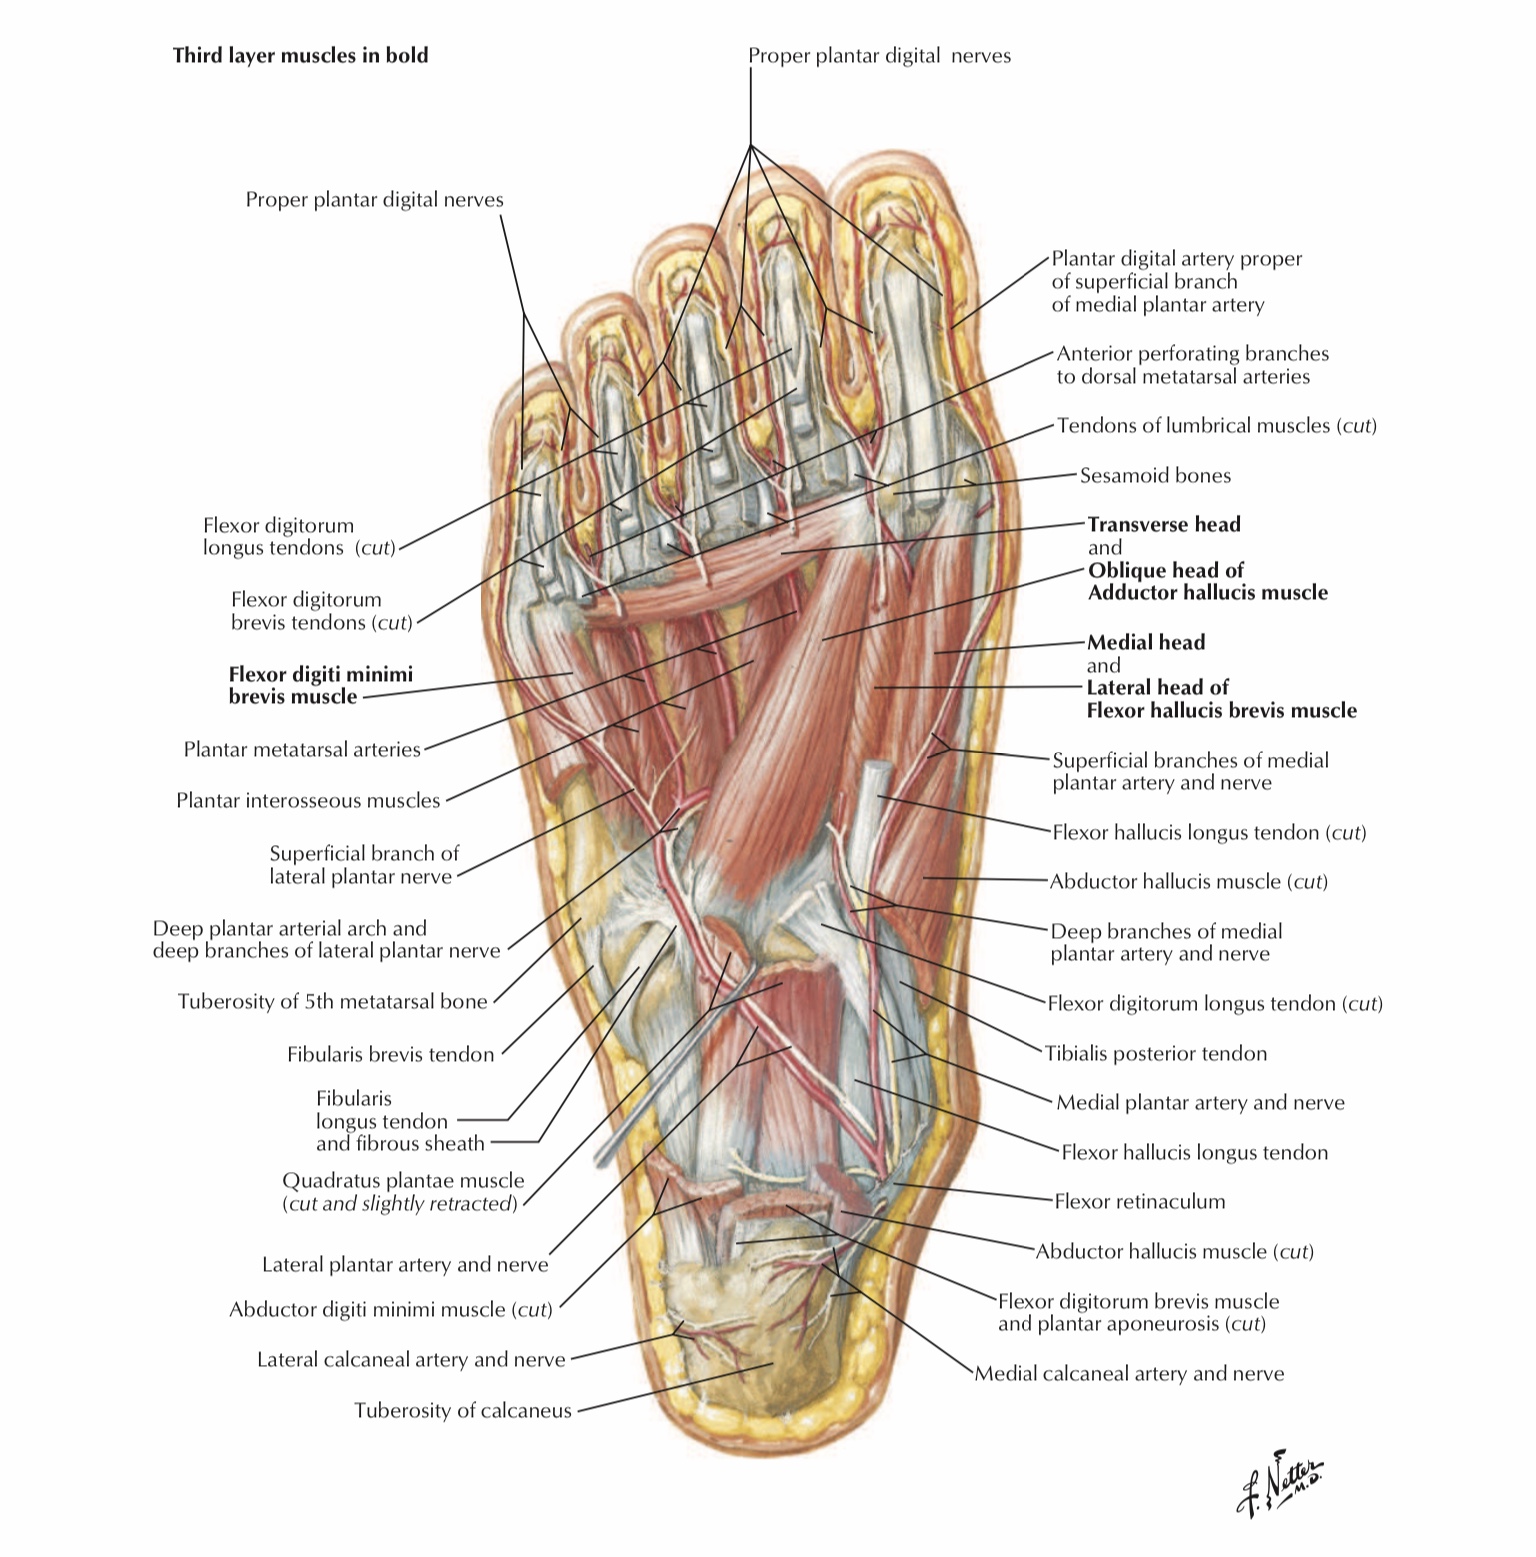 Third layer muscles in bold
Proper plantar digital nerves
Proper plantar digital nerves
Flexor digitorum
longus tendons (cut)
Flexor digitorum
brevis tendons (cut)
Flexor digiti minimi
brevis muscle
Plantar metatarsal arteries
Plantar interosseous muscles
Superficial branch of
lateral plantar nerve
Deep plantar arterial arch and
deep branches of lateral plantar nerve
Tuberosity of 5th metatarsal bone
Fibularis brevis tendon
Fibularis
longus tendon
and fibrous sheath
Quadratus plantae muscle
(cut and slightly retracted)
Lateral plantar artery and nerve
Abductor digiti minimi muscle (cut)
Lateral calcaneal artery and nerve
Tuberosity of calcaneus
Plantar digital artery proper
of superficial branch
of medial plantar artery
Anterior perforating branches
to dorsal metatarsal arteries
Tendons of lumbrical muscles (cut)
Sesamoid bones
Transverse head
and
Oblique head of
Adductor hallucis muscle
Medial head
and
Lateral head of
Flexor hallucis brevis muscle
Superficial branches of medial
plantar artery and nerve
Flexor hallucis longus tendon (cut)
Abductor hallucis muscle (cut)
Deep branches of medial
plantar artery and nerve
Flexor digitorum longus tendon (cut)
Tibialis posterior tendon
Medial plantar artery and nerve
Flexor hallucis longus tendon
Flexor retinaculum
Abductor hallucis muscle (cut)
Flexor digitorum brevis muscle
and plantar aponeurosis (cut)
Medial calcaneal artery and nerve
F. Netter
M.D.